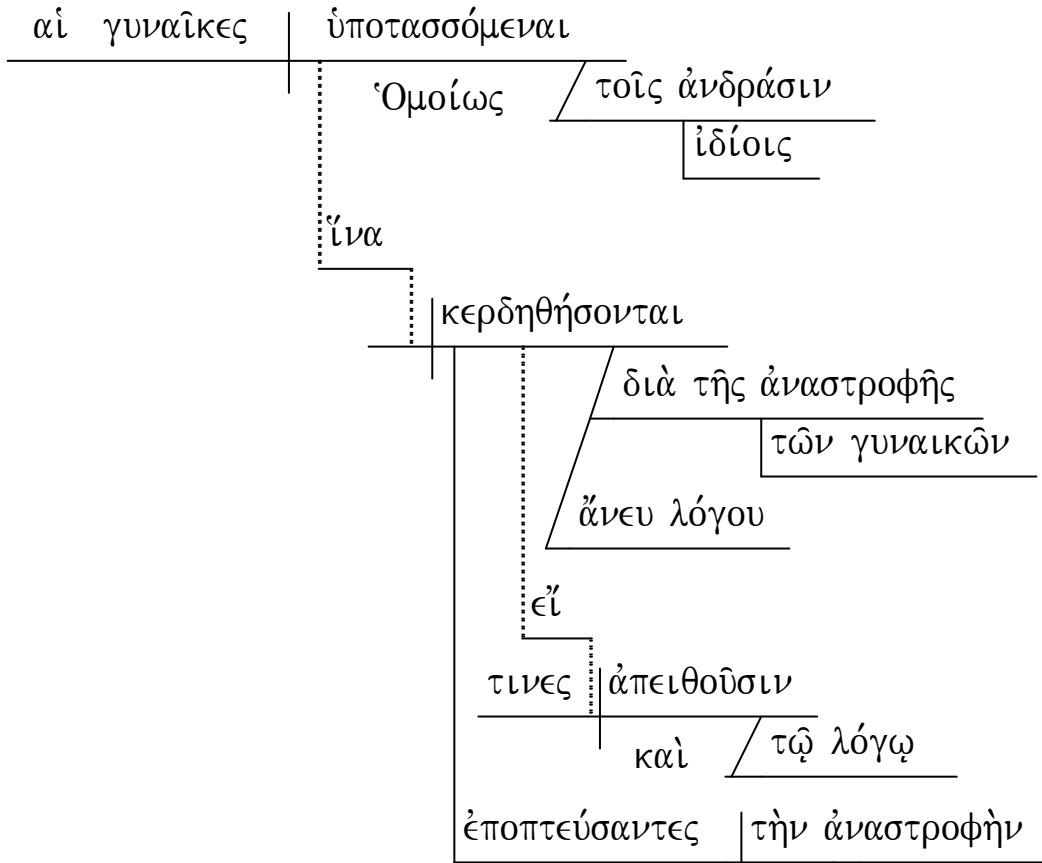 αἱ γυναῖκες ὑποτασσόμεναι
Ὁμοίως τοῖς ἀνδράσιν
ἰδίοις
ἵνα
κερδηθήσονται
διὰ τῆς ἀναστροφῆς
τῶν γυναικῶν
ἄνευ λόγου
εἴ
τινες ἀπειθοῦσιν
καὶ τῷ λόγῳ
ἐποπτεύσαντες τὴν ἀναστροφὴν